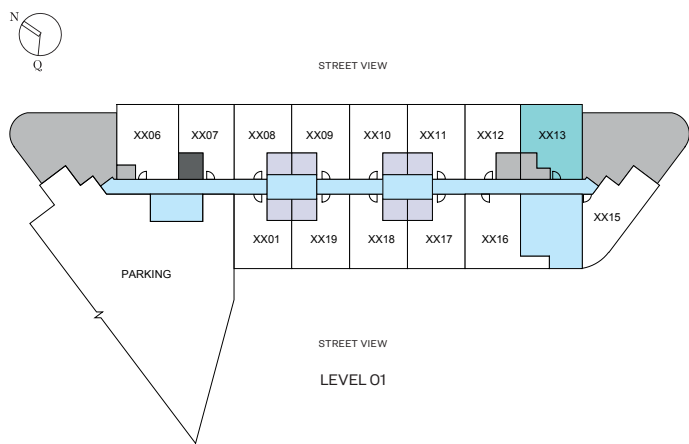 N
Q
STREET VIEW
XX06 XX07 XX08 XX09 XX10 XX11 XX12 XX13
XX01 XX19 XX18 XX17 XX16 XX15
PARKING
STREET VIEW
LEVEL 01